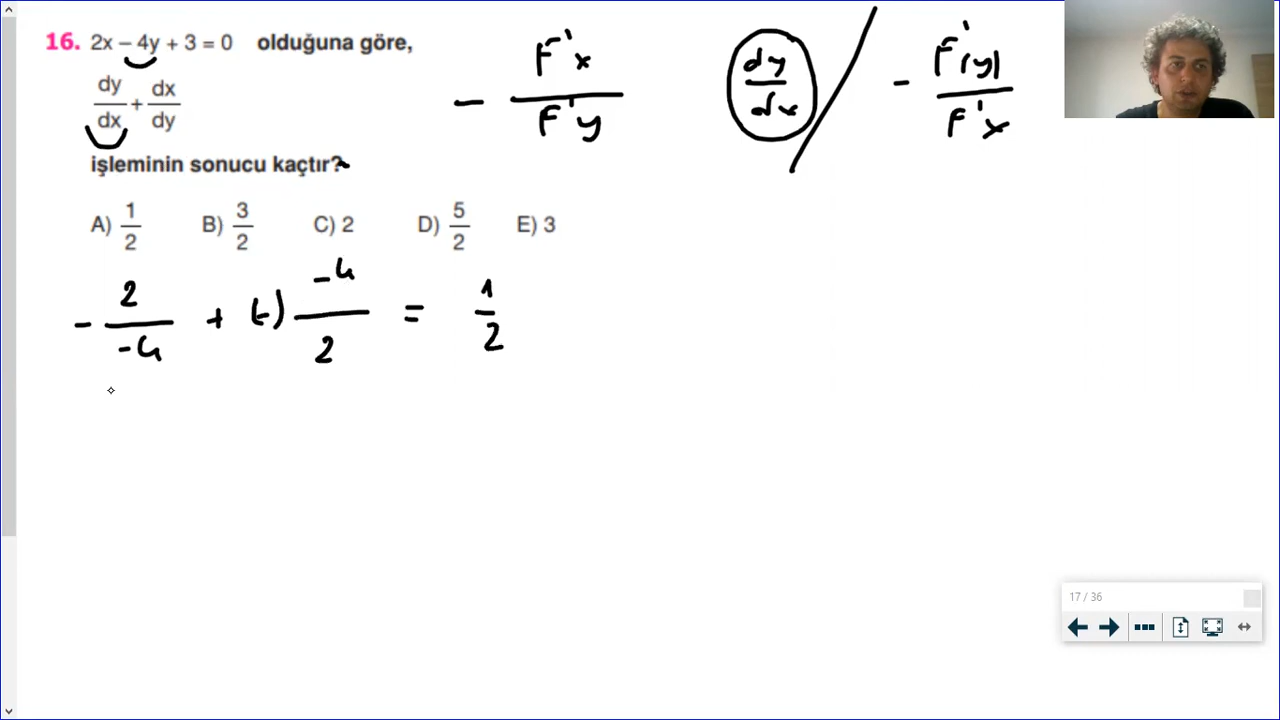 16. 2x − 4y + 3 = 0 olduğuna göre,
dy/dx + dx/dy
işleminin sonucu kaçtır?
A) 1/2 B) 3/2 C) 2 D) 5/2 E) 3
− F'x / F'y
dy/dx
− F'(y) / F'x
− 2/−4 + (−) −4/2 = 1/2
17 / 36